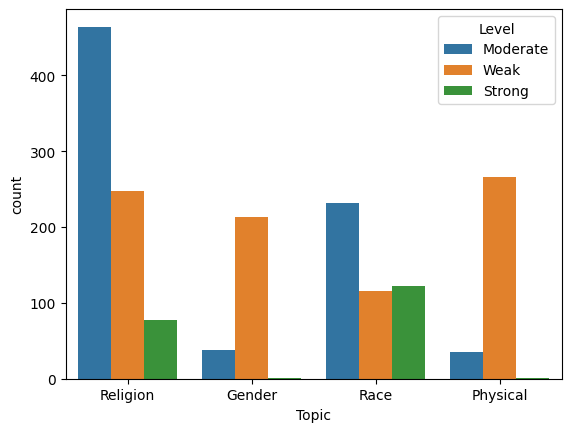 Level
Moderate
Weak
Strong
400
300
200
100
0
count
Religion Gender Race Physical
Topic